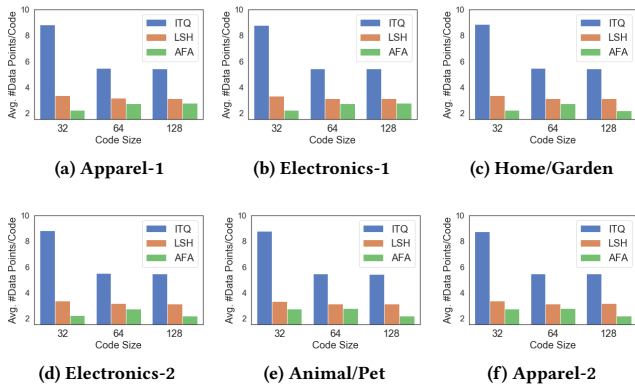 10
8
6
4
2
Avg. #Data Points/Code
ITQ
LSH
AFA
32 64 128
Code Size
(a) Apparel-1
10
8
6
4
2
Avg. #Data Points/Code
ITQ
LSH
AFA
32 64 128
Code Size
(b) Electronics-1
10
8
6
4
2
Avg. #Data Points/Code
ITQ
LSH
AFA
32 64 128
Code Size
(c) Home/Garden
10
8
6
4
2
Avg. #Data Points/Code
ITQ
LSH
AFA
32 64 128
Code Size
(d) Electronics-2
10
8
6
4
2
Avg. #Data Points/Code
ITQ
LSH
AFA
32 64 128
Code Size
(e) Animal/Pet
10
8
6
4
2
Avg. #Data Points/Code
ITQ
LSH
AFA
32 64 128
Code Size
(f) Apparel-2